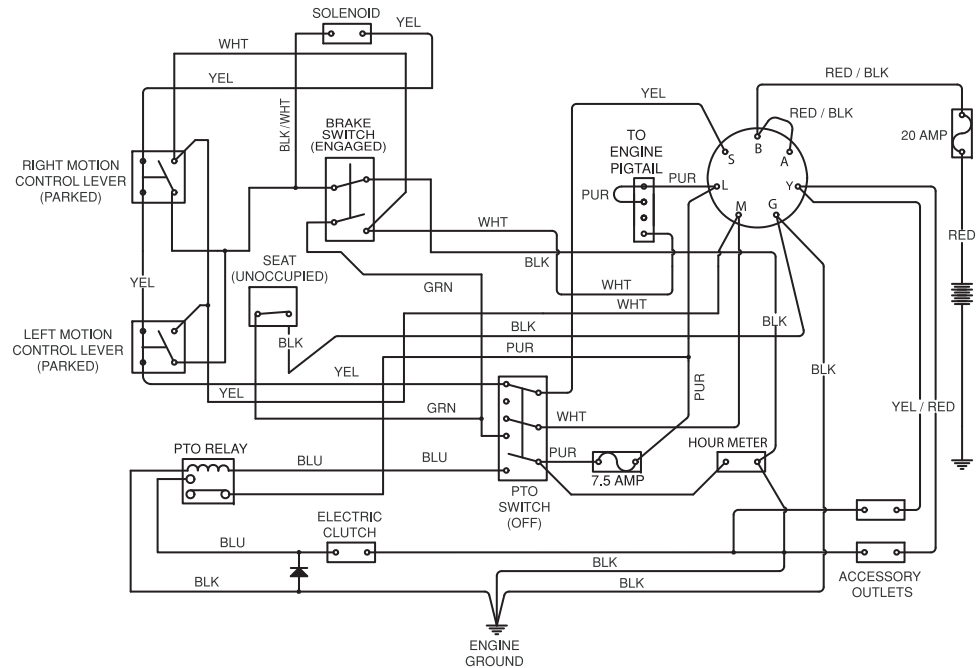 SOLENOID
YEL
WHT
RED / BLK
YEL
YEL
RED / BLK
BLK/WHT
BRAKE
SWITCH
(ENGAGED)
TO
ENGINE
PIGTAIL
20 AMP
B
S
A
RIGHT MOTION
CONTROL LEVER
(PARKED)
PUR
L
Y
PUR
M
G
WHT
RED
BLK
SEAT
(UNOCCUPIED)
YEL
GRN
WHT
WHT
LEFT MOTION
CONTROL LEVER
(PARKED)
BLK
BLK
BLK
PUR
BLK
YEL
PUR
YEL
GRN
WHT
YEL / RED
PTO RELAY
BLU
BLU
PUR
HOUR METER
7.5 AMP
PTO
SWITCH
(OFF)
ELECTRIC
CLUTCH
BLU
BLK
BLK
BLK
ACCESSORY
OUTLETS
ENGINE
GROUND